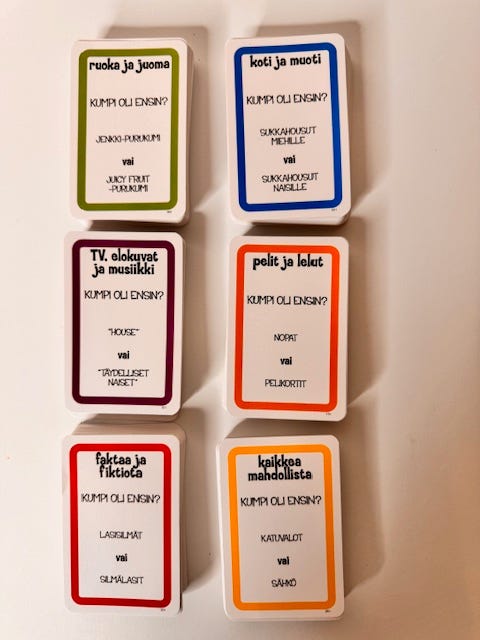 ruoka ja juoma
KUMPI OLI ENSIN?
JENKKI-PURUKUMI
vai
JUICY FRUIT
-PURUKUMI
koti ja muoti
KUMPI OLI ENSIN?
SUKKAHOUSUT
MIEHILLE
vai
SUKKAHOUSUT
NAISILLE
TV, elokuvat
ja musiikki
KUMPI OLI ENSIN?
"HOUSE"
vai
"TÄYDELLISET
NAISET"
pelit ja lelut
KUMPI OLI ENSIN?
NOPAT
vai
PELIKORTIT
faktaa ja
fiktiota
KUMPI OLI ENSIN?
LASISILMÄT
vai
SILMÄLASIT
kaikkea
mahdollista
KUMPI OLI ENSIN?
KATUVALOT
vai
SÄHKÖ